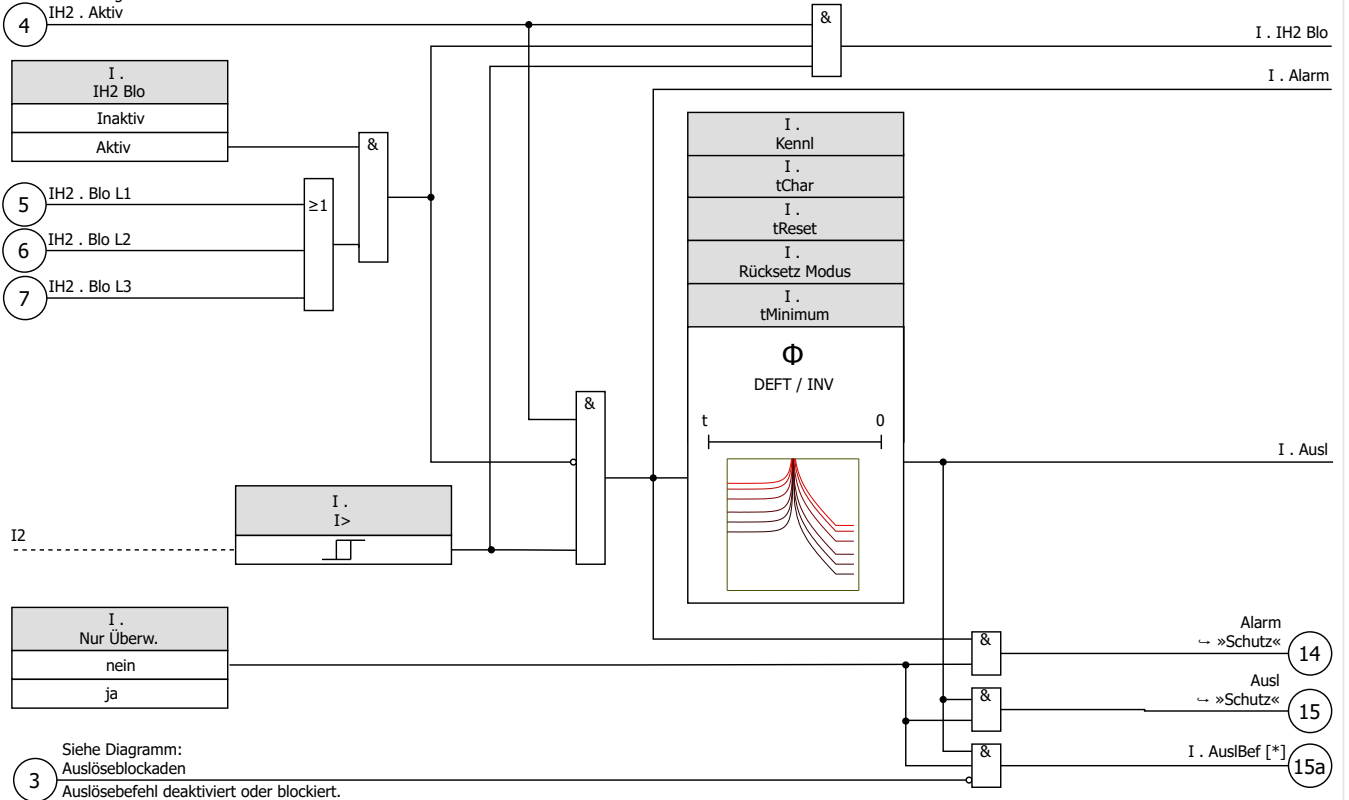 4
IH2 . Aktiv
&
I . IH2 Blo
I . Alarm
I .
IH2 Blo
Inaktiv
Aktiv
&
5
IH2 . Blo L1
≥1
6
IH2 . Blo L2
7
IH2 . Blo L3
I .
Kennl
I .
tChar
I .
tReset
I .
Rücksetz Modus
I .
tMinimum
Φ
DEFT / INV
t
0
&
I . Ausl
I2
I .
I>
I .
Nur Überw.
nein
ja
&
Alarm
↪ »Schutz«
14
&
Ausl
↪ »Schutz«
15
&
I . AuslBef [*]
15a
3
Siehe Diagramm:
Auslöseblockaden
Auslösebefehl deaktiviert oder blockiert.